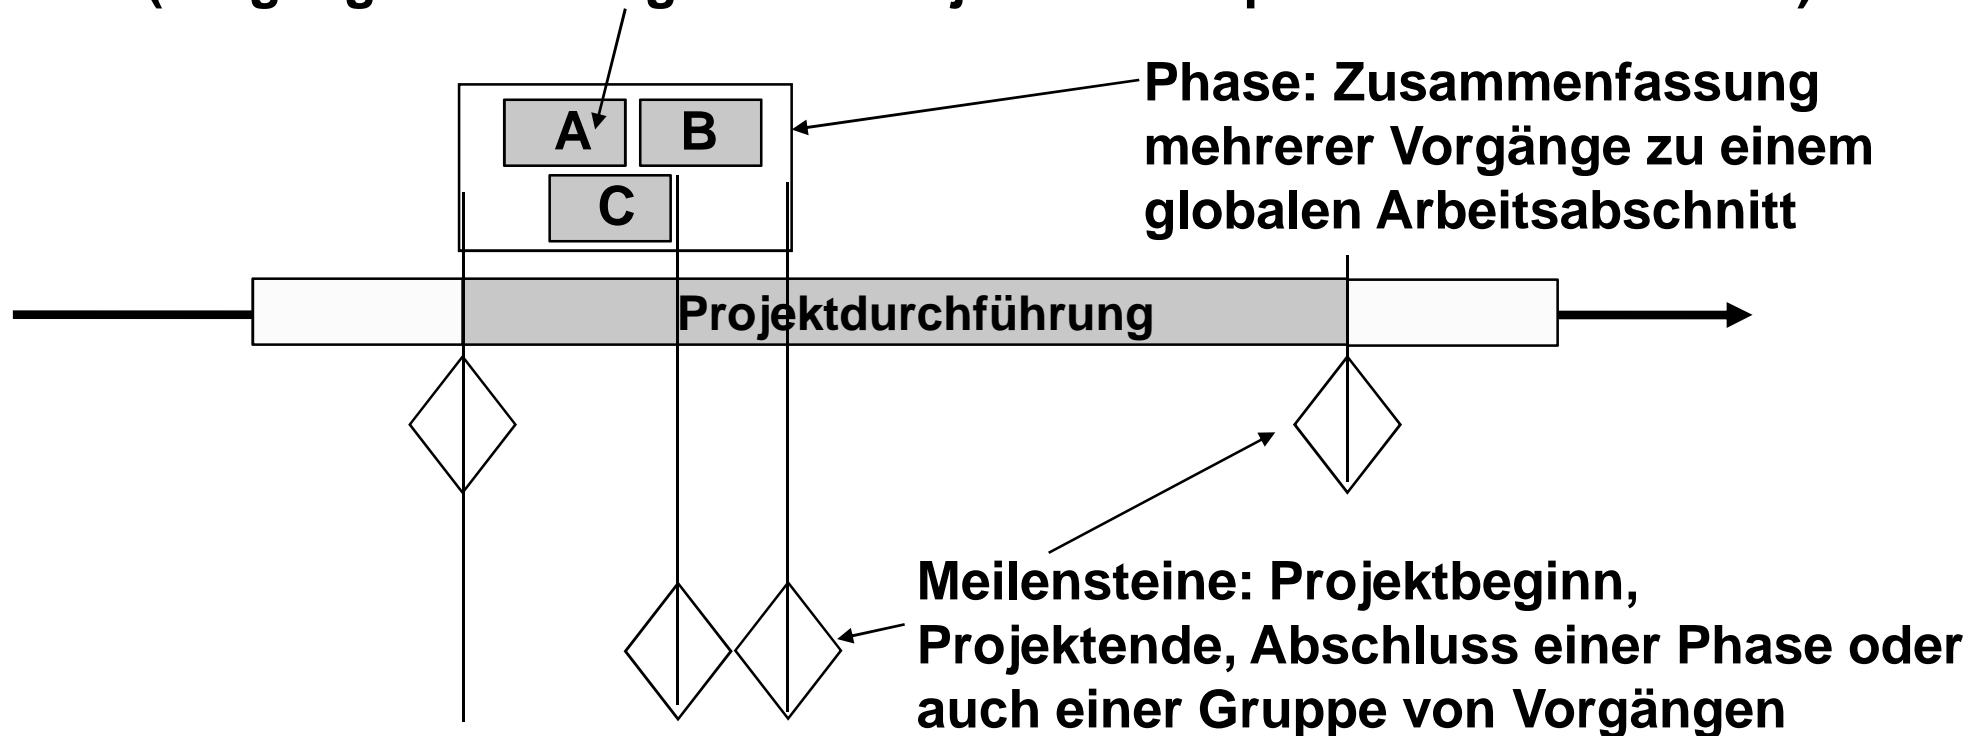 Phase: Zusammenfassung
mehrerer Vorgänge zu einem
globalen Arbeitsabschnitt
A B
C
Projektdurchführung
Meilensteine: Projektbeginn,
Projektende, Abschluss einer Phase oder
auch einer Gruppe von Vorgängen